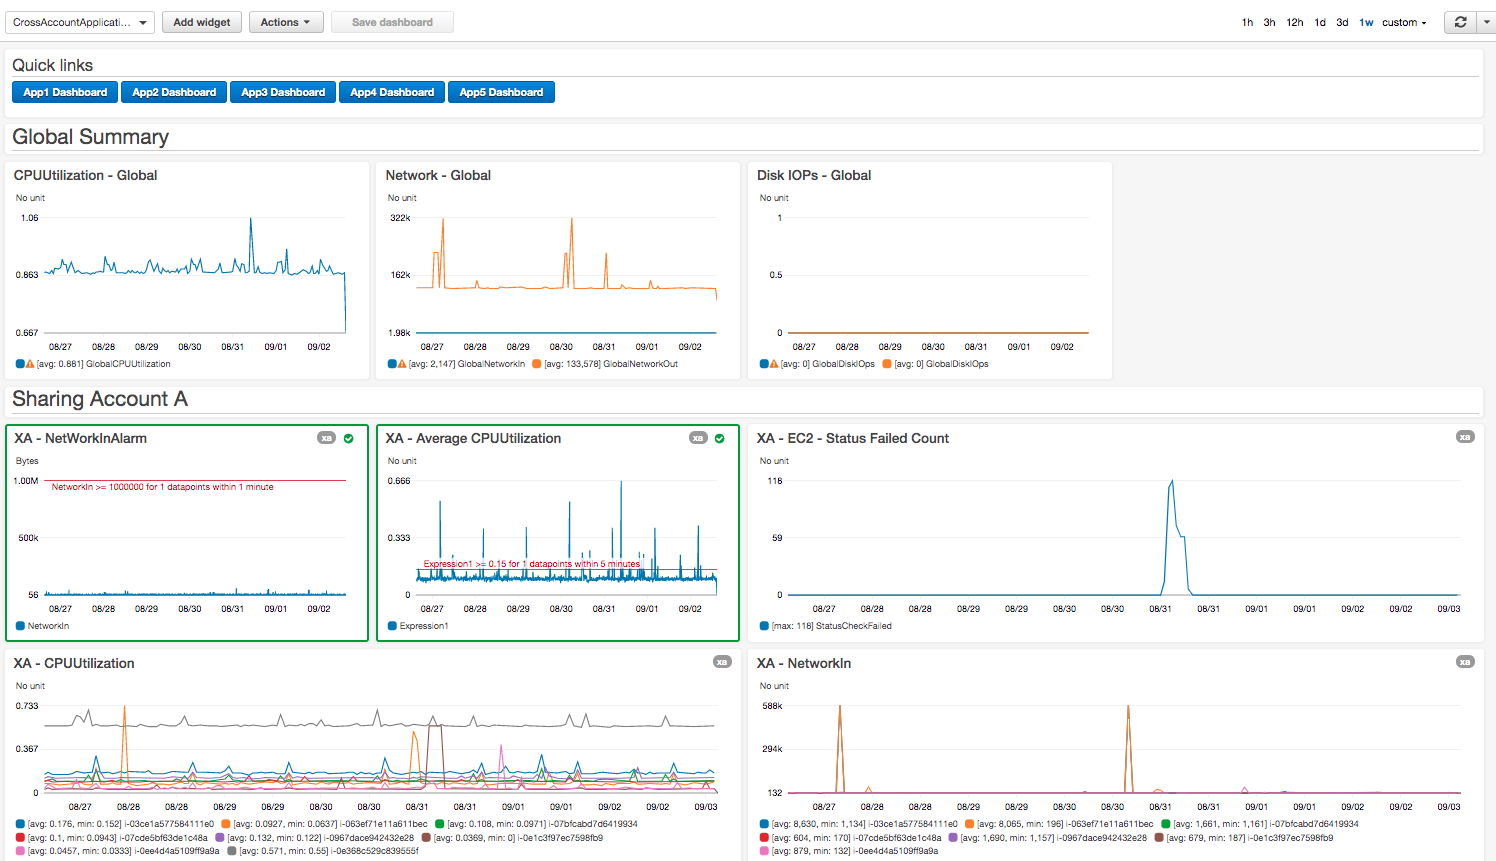 CrossAccountApplicati... Add widget Actions Save dashboard 1h 3h 12h 1d 3d 1w custom
Quick links
App1 Dashboard App2 Dashboard App3 Dashboard App4 Dashboard App5 Dashboard
Global Summary
CPUUtilization - Global
No unit
1.06
0.863
0.667
08/27 08/28 08/29 08/30 08/31 09/01 09/02
[avg: 0.881] GlobalCPUUtilization
Network - Global
No unit
322k
162k
1.98k
08/27 08/28 08/29 08/30 08/31 09/01 09/02
[avg: 2,147] GlobalNetworkIn [avg: 133,578] GlobalNetworkOut
Disk IOPs - Global
No unit
1
0.5
0
08/27 08/28 08/29 08/30 08/31 09/01 09/02
[avg: 0] GlobalDiskIOps [avg: 0] GlobalDiskIOps
Sharing Account A
XA - NetWorkInAlarm xa
Bytes
1.00M
NetworkIn >= 1000000 for 1 datapoints within 1 minute
500k
56
08/27 08/28 08/29 08/30 08/31 09/01 09/02
NetworkIn
XA - Average CPUUtilization xa
No unit
0.666
0.333
Expression1 >= 0.15 for 1 datapoints within 5 minutes
0
08/27 08/28 08/29 08/30 08/31 09/01 09/02
Expression1
XA - EC2 - Status Failed Count xa
No unit
118
59
0
08/27 08/28 08/28 08/29 08/29 08/30 08/30 08/31 08/31 09/01 09/01 09/02 09/02 09/03
[max: 118] StatusCheckFailed
XA - CPUUtilization xa
No unit
0.733
0.367
0
08/27 08/28 08/28 08/29 08/29 08/30 08/30 08/31 08/31 09/01 09/01 09/02 09/02 09/03
[avg: 0.176, min: 0.152] i-03ce1a577584111e0 [avg: 0.0927, min: 0.0637] i-063ef71e11a611bec [avg: 0.108, min: 0.0971] i-07bfcabd7d6419934
[avg: 0.1, min: 0.0943] i-07cde5bf63de1c48a [avg: 0.132, min: 0.122] i-0967dace942432e28 [avg: 0.0369, min: 0] i-0e1c3f97ec7598fb9
[avg: 0.0457, min: 0.0333] i-0ee4d4a5109ff9a9a [avg: 0.571, min: 0.55] i-0e368c529c839555f
XA - NetworkIn xa
No unit
588k
294k
132
08/27 08/28 08/28 08/29 08/29 08/30 08/30 08/31 08/31 09/01 09/01 09/02 09/02 09/03
[avg: 8,630, min: 1,134] i-03ce1a577584111e0 [avg: 8,065, min: 196] i-063ef71e11a611bec [avg: 1,661, min: 1,161] i-07bfcabd7d6419934
[avg: 604, min: 170] i-07cde5bf63de1c48a [avg: 1,690, min: 1,157] i-0967dace942432e28 [avg: 679, min: 187] i-0e1c3f97ec7598fb9
[avg: 879, min: 132] i-0ee4d4a5109ff9a9a